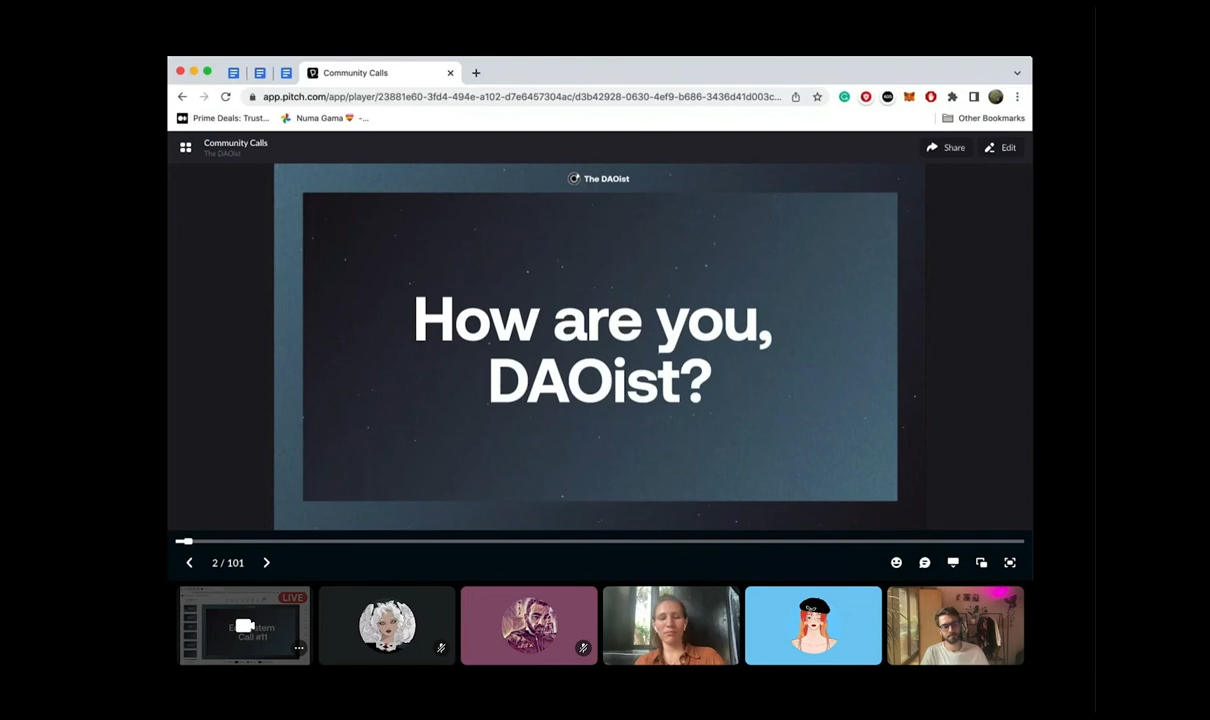 Community Calls
app.pitch.com/app/player/23881e60-3fd4-494e-a102-d7e6457304ac/d3b42928-0630-4ef9-b686-3436d41d003c...
Prime Deals: Trust...
Numa Gama
-...
Other Bookmarks
Community Calls
The DAOist
Share
Edit
The DAOist
How are you,
DAOist?
2 / 101
LIVE
Call #11